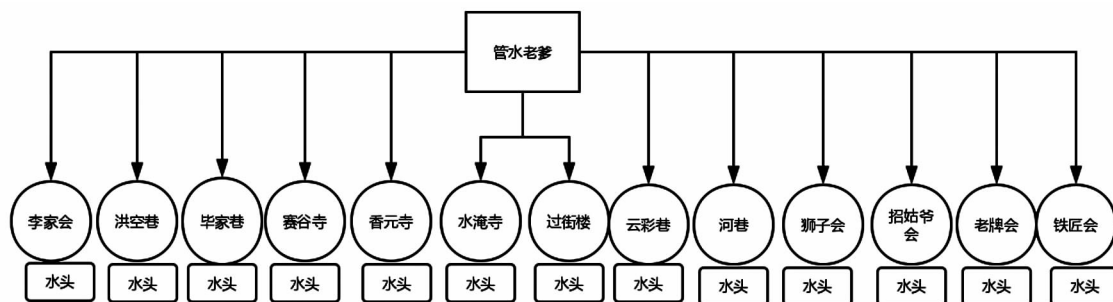 管水老爹
李家会
洪空巷
毕家巷
赛谷寺
香元寺
水淹寺
过街楼
云彩巷
河巷
狮子会
招姑爷
会
老牌会
铁匠会
水头
水头
水头
水头
水头
水头
水头
水头
水头
水头
水头
水头
水头